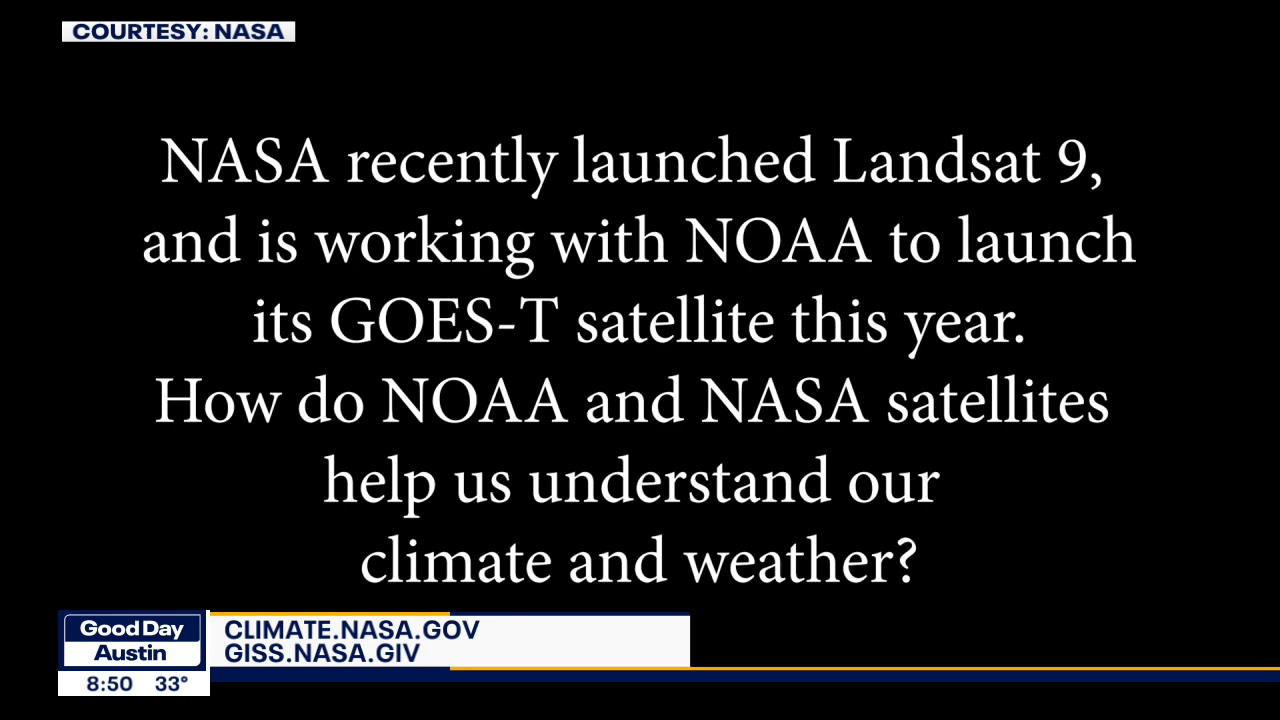 COURTESY: NASA
NASA recently launched Landsat 9,
and is working with NOAA to launch
its GOES-T satellite this year.
How do NOAA and NASA satellites
help us understand our
climate and weather?
Good Day
Austin
8:50 33°
CLIMATE.NASA.GOV
GISS.NASA.GIV